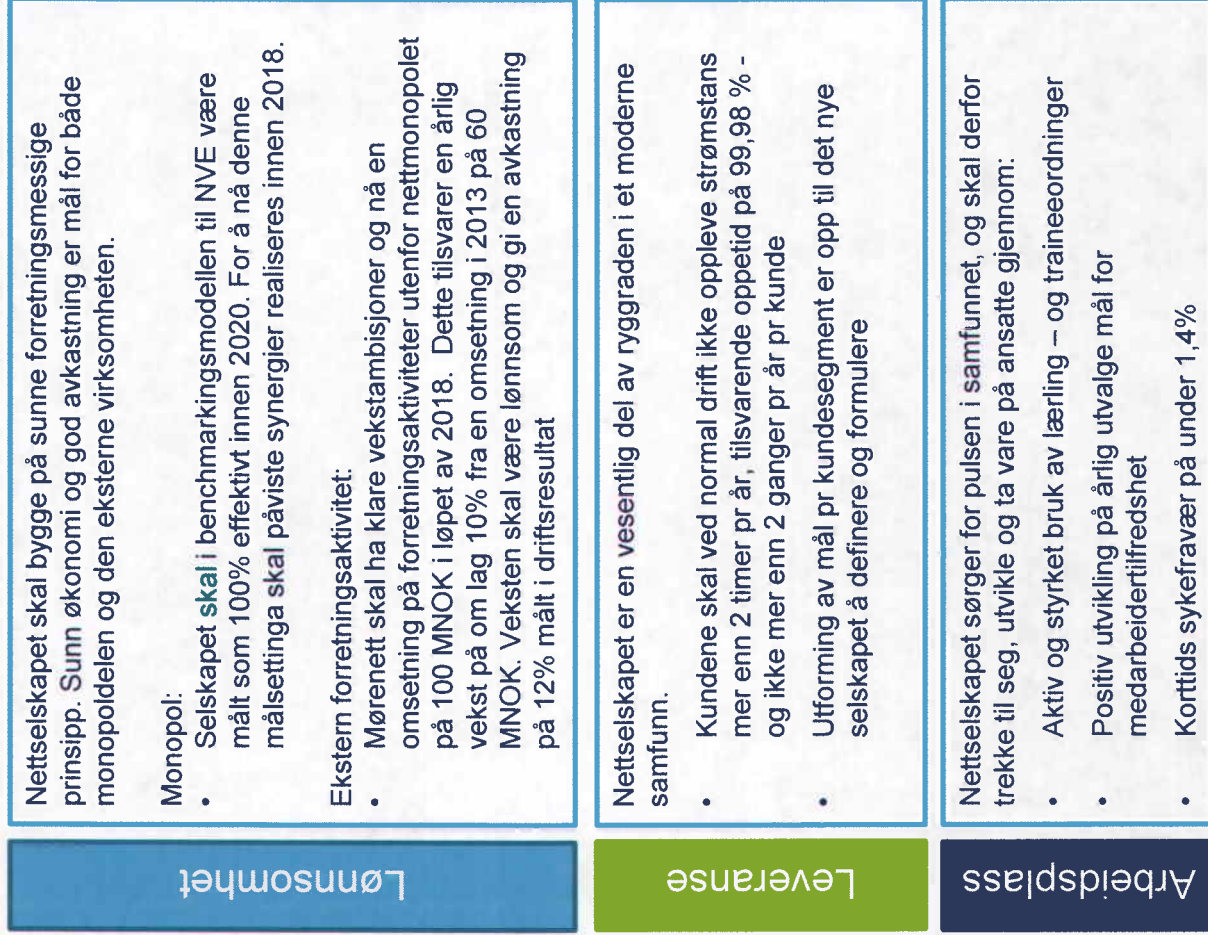 Lønnsomhet
Nettselskapet skal bygge på sunne forretningsmessige
prinsipp. Sunn økonomi og god avkastning er mål for både
monopoldelen og den eksterne virksomheten.
Monopol:
• Selskapet skal i benchmarkingsmodellen til NVE være
målt som 100% effektivt innen 2020. For å nå denne
målsettinga skal påviste synergier realiseres innen 2018.
Ekstern forretningsaktivitet:
• Mørenett skal ha klare vekstambisjoner og nå en
omsetning på forretningsaktiviteter utenfor nettmonopolet
på 100 MNOK i løpet av 2018. Dette tilsvarer en årlig
vekst på om lag 10% fra en omsetning i 2013 på 60
MNOK. Veksten skal være lønnsom og gi en avkastning
på 12% målt i driftsresultat
Leveranse
Nettselskapet er en vesentlig del av ryggraden i et moderne
samfunn.
• Kundene skal ved normal drift ikke oppleve strømstans
mer enn 2 timer pr år, tilsvarende oppetid på 99,98 % -
og ikke mer enn 2 ganger pr år pr kunde
• Utforming av mål pr kundesegment er opp til det nye
selskapet å definere og formulere
Arbeidsplass
Nettselskapet sørger for pulsen i samfunnet, og skal derfor
trekke til seg, utvikle og ta vare på ansatte gjennom:
• Aktiv og styrket bruk av lærling – og traineeordninger
• Positiv utvikling på årlig utvalge mål for
medarbeidertilfredshet
• Korttids sykefravær på under 1,4%